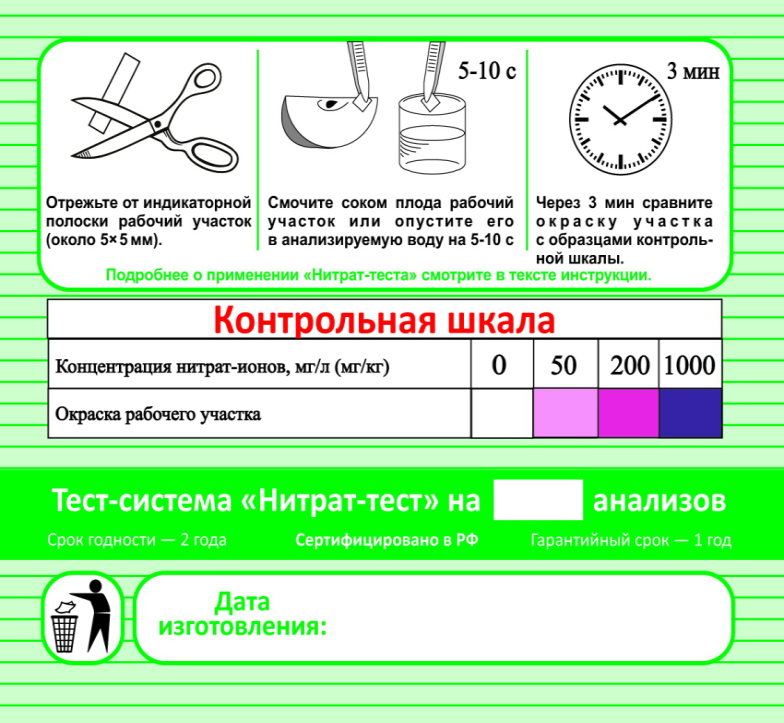 5-10 с
3 мин
Отрежьте от индикаторной
полоски рабочий участок
(около 5×5 мм).
Смочите соком плода рабочий
участок или опустите его
в анализируемую воду на 5-10 с
Через 3 мин сравните
окраску участка
с образцами контроль-
ной шкалы.
Подробнее о применении «Нитрат-теста» смотрите в тексте инструкции.
Контрольная шкала
Концентрация нитрат-ионов, мг/л (мг/кг) 0 50 200 1000
Окраска рабочего участка
Тест-система «Нитрат-тест» на анализов
Срок годности — 2 года Сертифицировано в РФ Гарантийный срок — 1 год
Дата
изготовления: